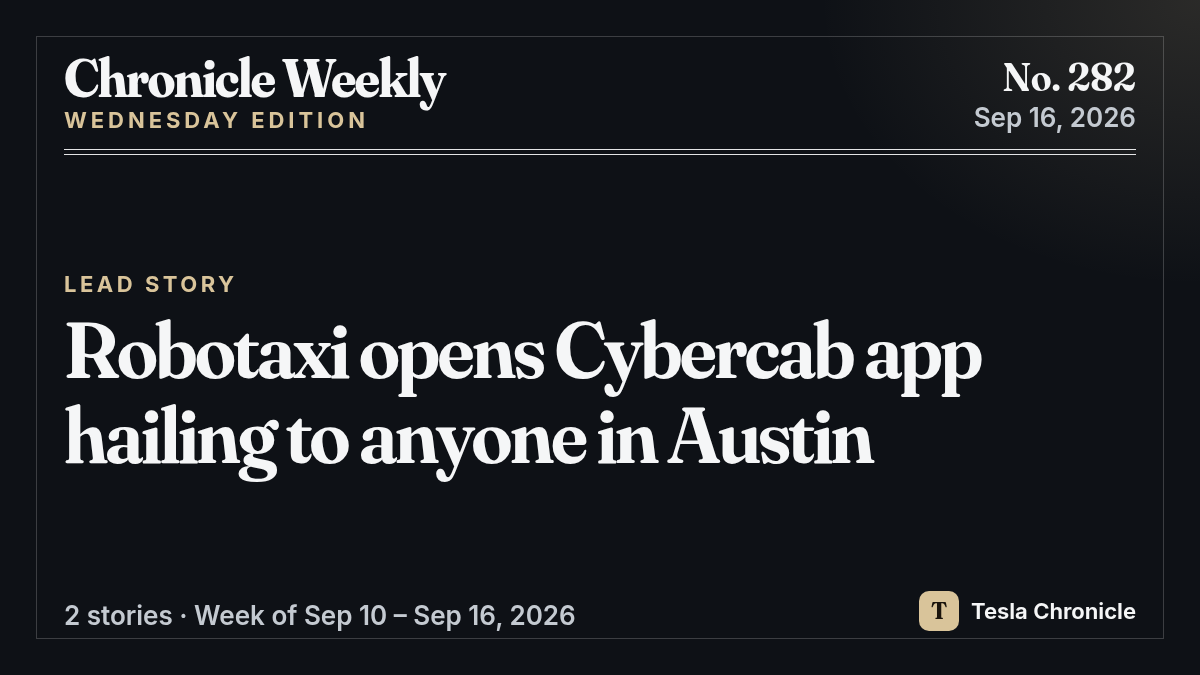 Chronicle Weekly
WEDNESDAY EDITION
No. 282
Sep 16, 2026
LEAD STORY
Robotaxi opens Cybercab app
hailing to anyone in Austin
2 stories · Week of Sep 10 – Sep 16, 2026
T Tesla Chronicle